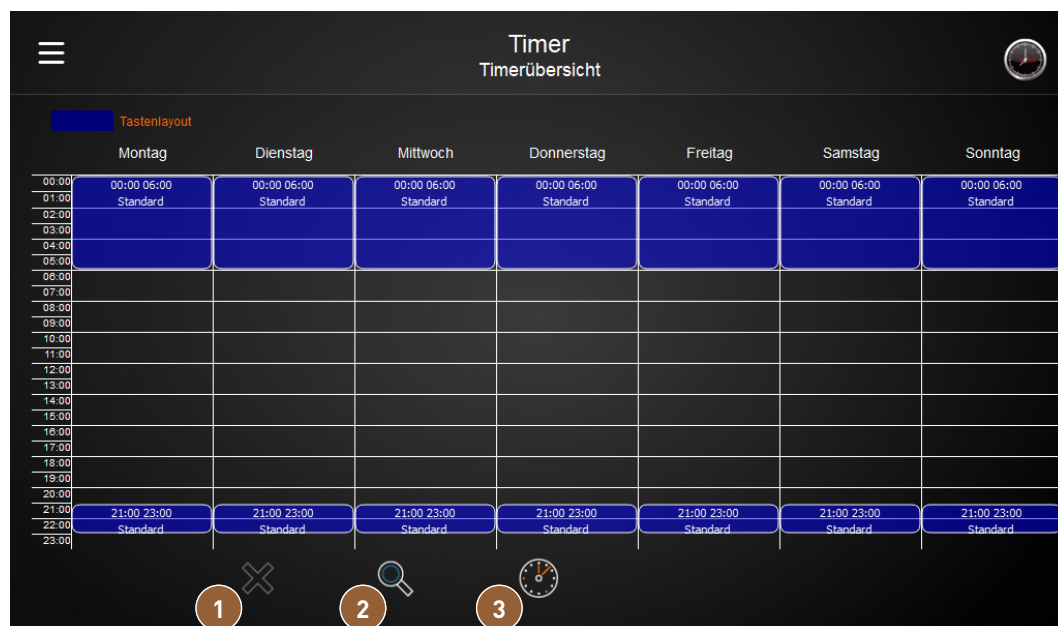 Timer
Timerübersicht
Tastenlayout
Montag Dienstag Mittwoch Donnerstag Freitag Samstag Sonntag
00:00
01:00
02:00
03:00
04:00
05:00
06:00
07:00
08:00
09:00
10:00
11:00
12:00
13:00
14:00
15:00
16:00
17:00
18:00
19:00
20:00
21:00
22:00
23:00
00:00 06:00 00:00 06:00 00:00 06:00 00:00 06:00 00:00 06:00 00:00 06:00 00:00 06:00
Standard Standard Standard Standard Standard Standard Standard
21:00 23:00 21:00 23:00 21:00 23:00 21:00 23:00 21:00 23:00 21:00 23:00 21:00 23:00
Standard Standard Standard Standard Standard Standard Standard
1 2 3